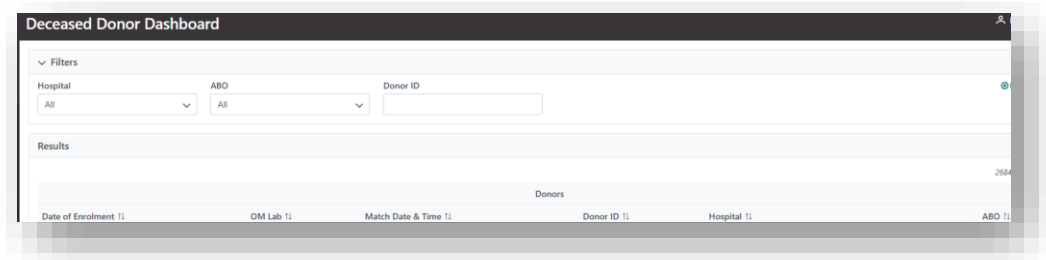 Deceased Donor Dashboard
Filters
Hospital ABO Donor ID
All All
Results
2684
Donors
Date of Enrolment OM Lab Match Date & Time Donor ID Hospital ABO